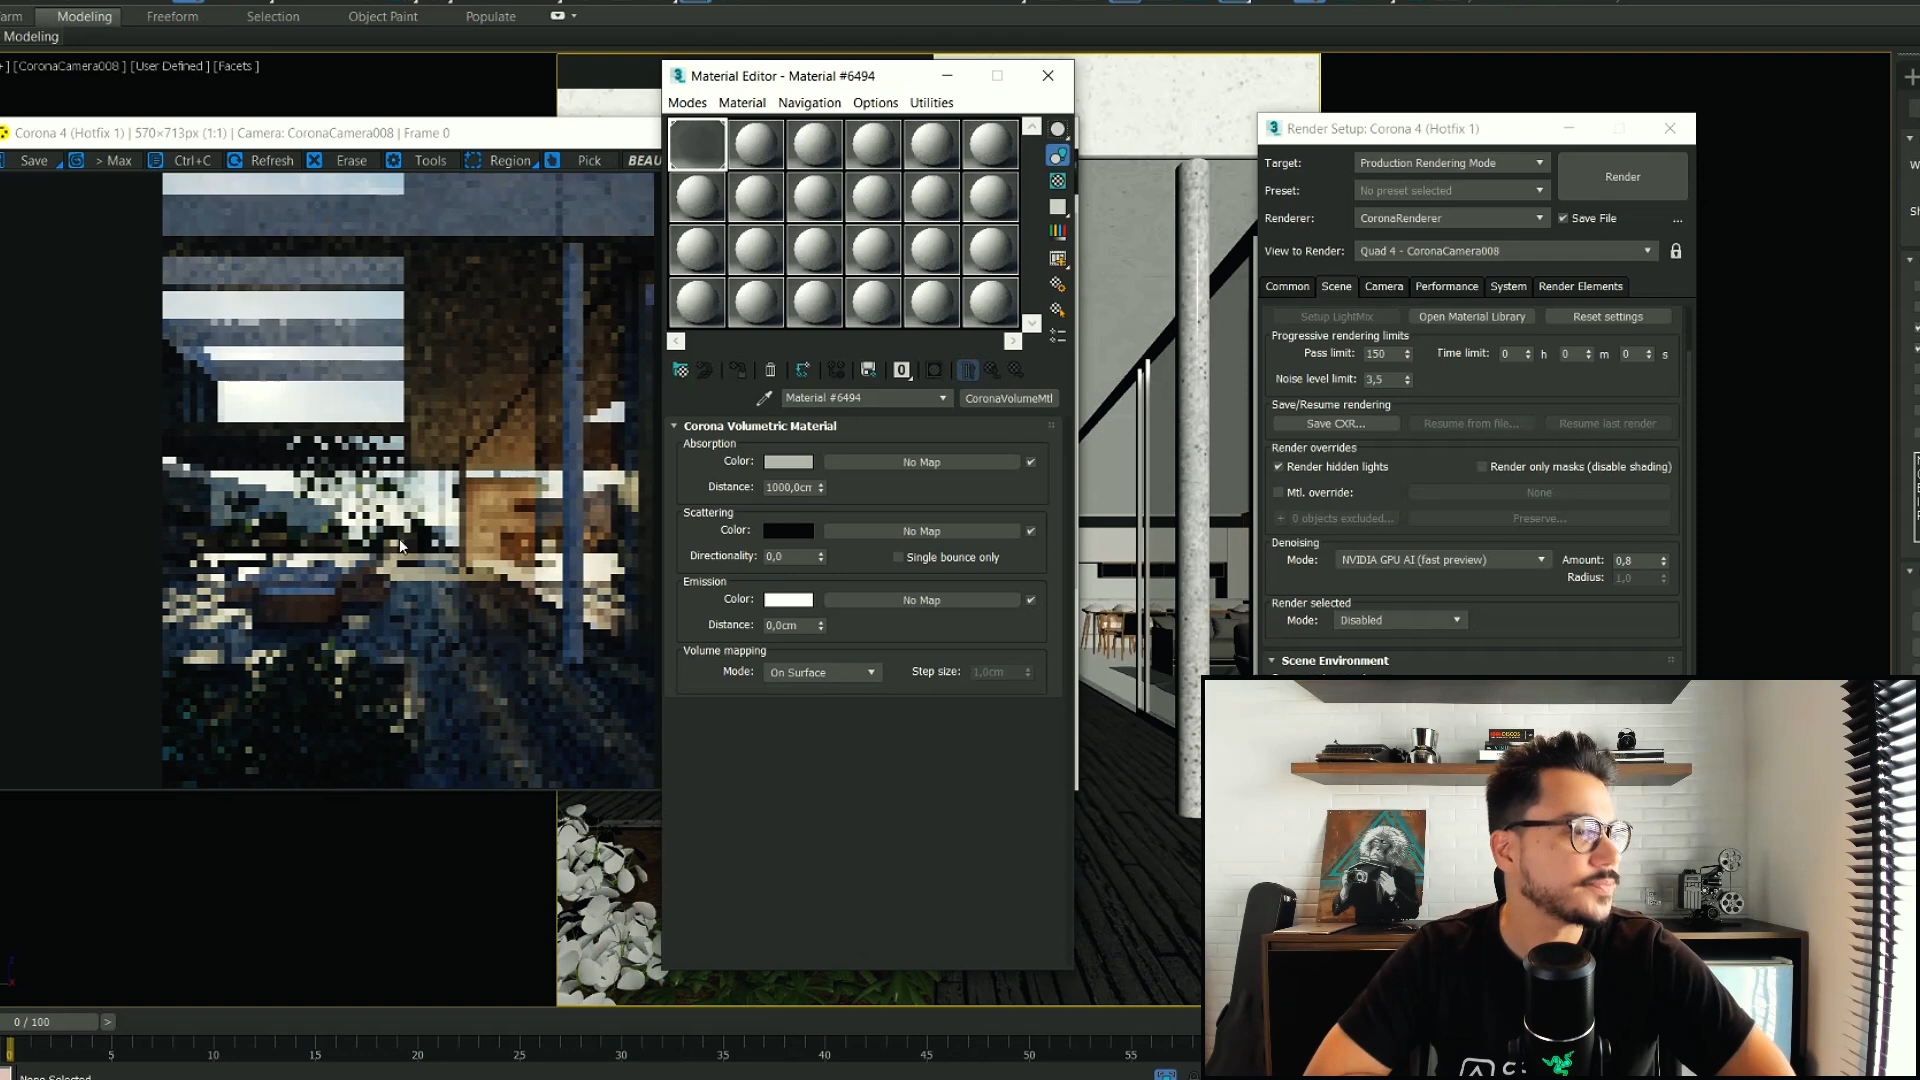 Modeling Freeform Selection Object Paint Populate
Modeling
[CoronaCamera008 ] [User Defined ] [Facets ]
Corona 4 (Hotfix 1) | 570×713px (1:1) | Camera: CoronaCamera008 | Frame 0
Save > Max Ctrl+C Refresh Erase Tools Region Pick BEAU
Material Editor - Material #6494
Modes Material Navigation Options Utilities
0
Material #6494 CoronaVolumeMtl
Corona Volumetric Material
Absorption
Color: No Map
Distance: 1000,0cm
Scattering
Color: No Map
Directionality: 0,0 Single bounce only
Emission
Color: No Map
Distance: 0,0cm
Volume mapping
Mode: On Surface Step size: 1,0cm
Render Setup: Corona 4 (Hotfix 1)
Target: Production Rendering Mode Render
Preset: No preset selected
Renderer: CoronaRenderer Save File ...
View to Render: Quad 4 - CoronaCamera008
Common Scene Camera Performance System Render Elements
Setup LightMix Open Material Library Reset settings
Progressive rendering limits
Pass limit: 150 Time limit: 0 h 0 m 0 s
Noise level limit: 3,5
Save/Resume rendering
Save CXR... Resume from file... Resume last render
Render overrides
Render hidden lights Render only masks (disable shading)
Mtl. override: None
+ 0 objects excluded... Preserve...
Denoising
Mode: NVIDIA GPU AI (fast preview) Amount: 0,8
Radius: 1,0
Render selected
Mode: Disabled
Scene Environment
0 / 100 >
0 5 10 15 20 25 30 35 40 45 50 55
None Selected